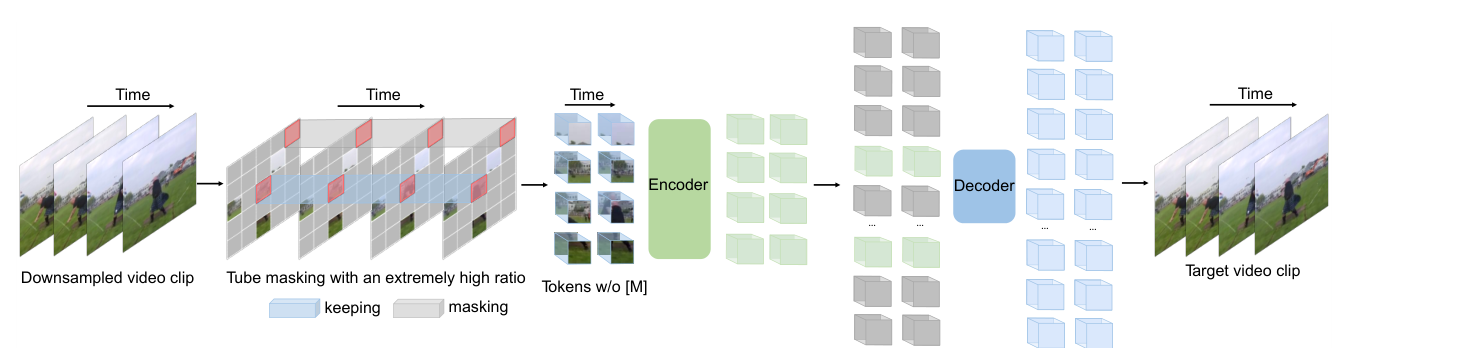 Time
Time
Time
Time
Encoder
Decoder
...
...
...
...
Downsampled video clip
Tube masking with an extremely high ratio
Tokens w/o [M]
Target video clip
keeping
masking